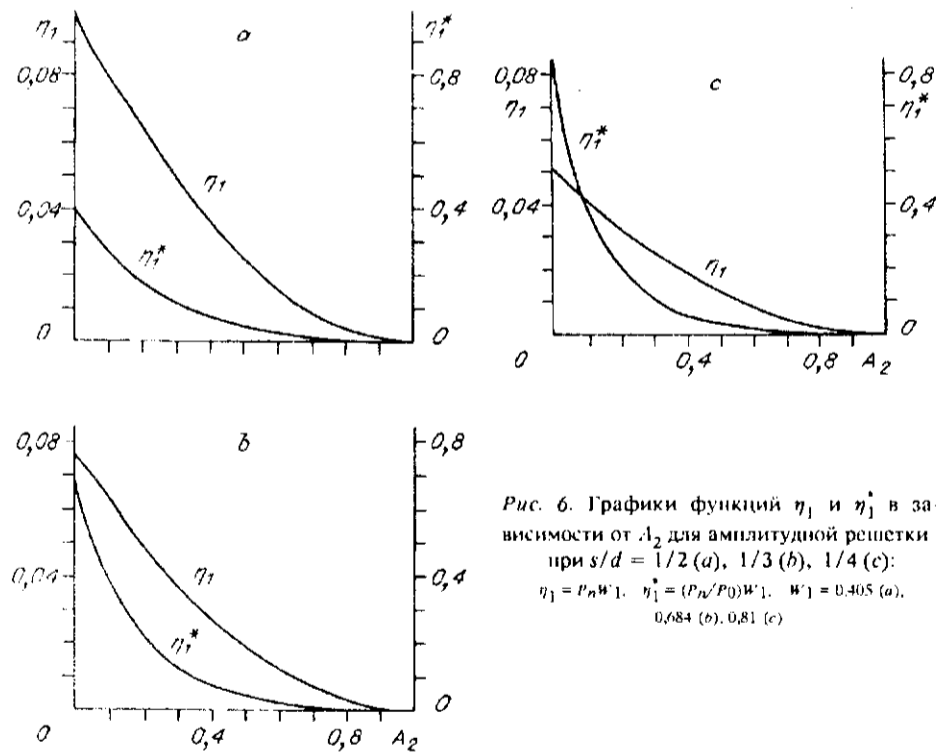 η1
a
η1*
0,08
0,8
η1
0,04
0,4
η1*
0
0
0,08
c
0,8
η1
η1*
η1*
0,04
0,4
η1
0
0
0,4
0,8
A2
0,08
b
0,8
η1
0,04
0,4
η1*
0
0
0,4
0,8
A2
Рис. 6. Графики функций η1 и η1* в за-
висимости от A2 для амплитудной решетки
при s/d = 1/2 (a), 1/3 (b), 1/4 (c):
η1 = PnW1, η1* = (Pn/P0)W1, W1 = 0,405 (a),
0,684 (b), 0,81 (c)